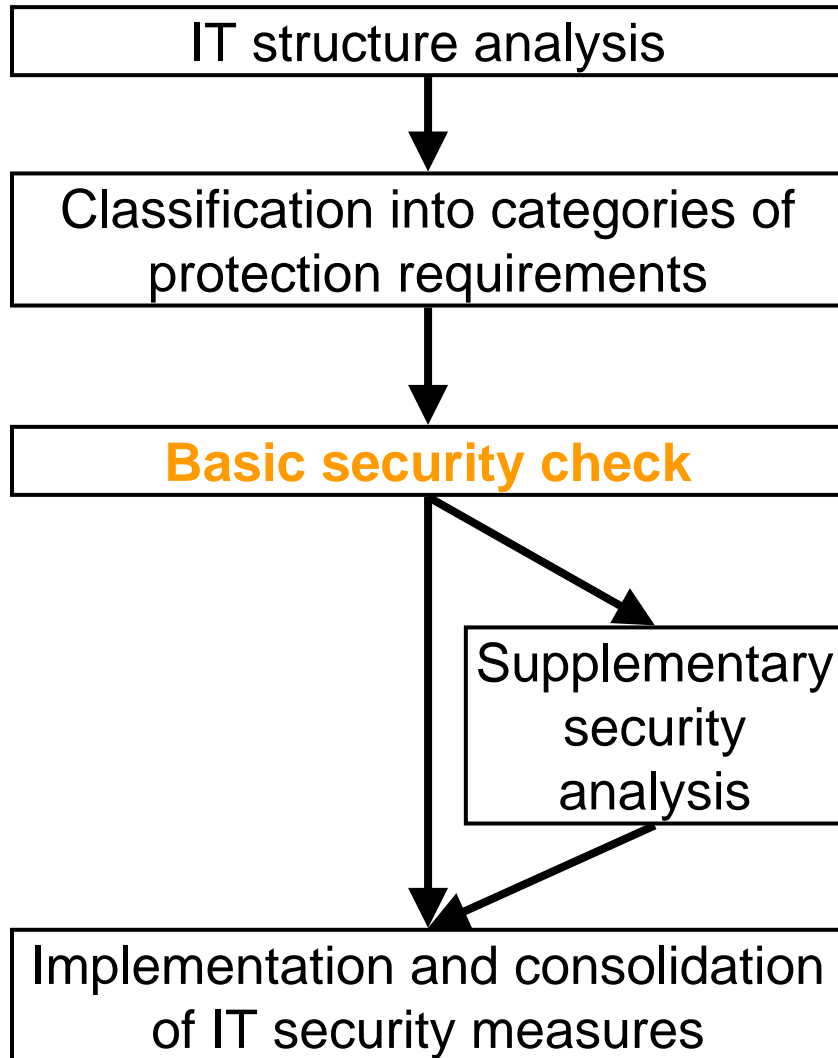 IT structure analysis
Classification into categories of
protection requirements
Basic security check
Supplementary
security
analysis
Implementation and consolidation
of IT security measures